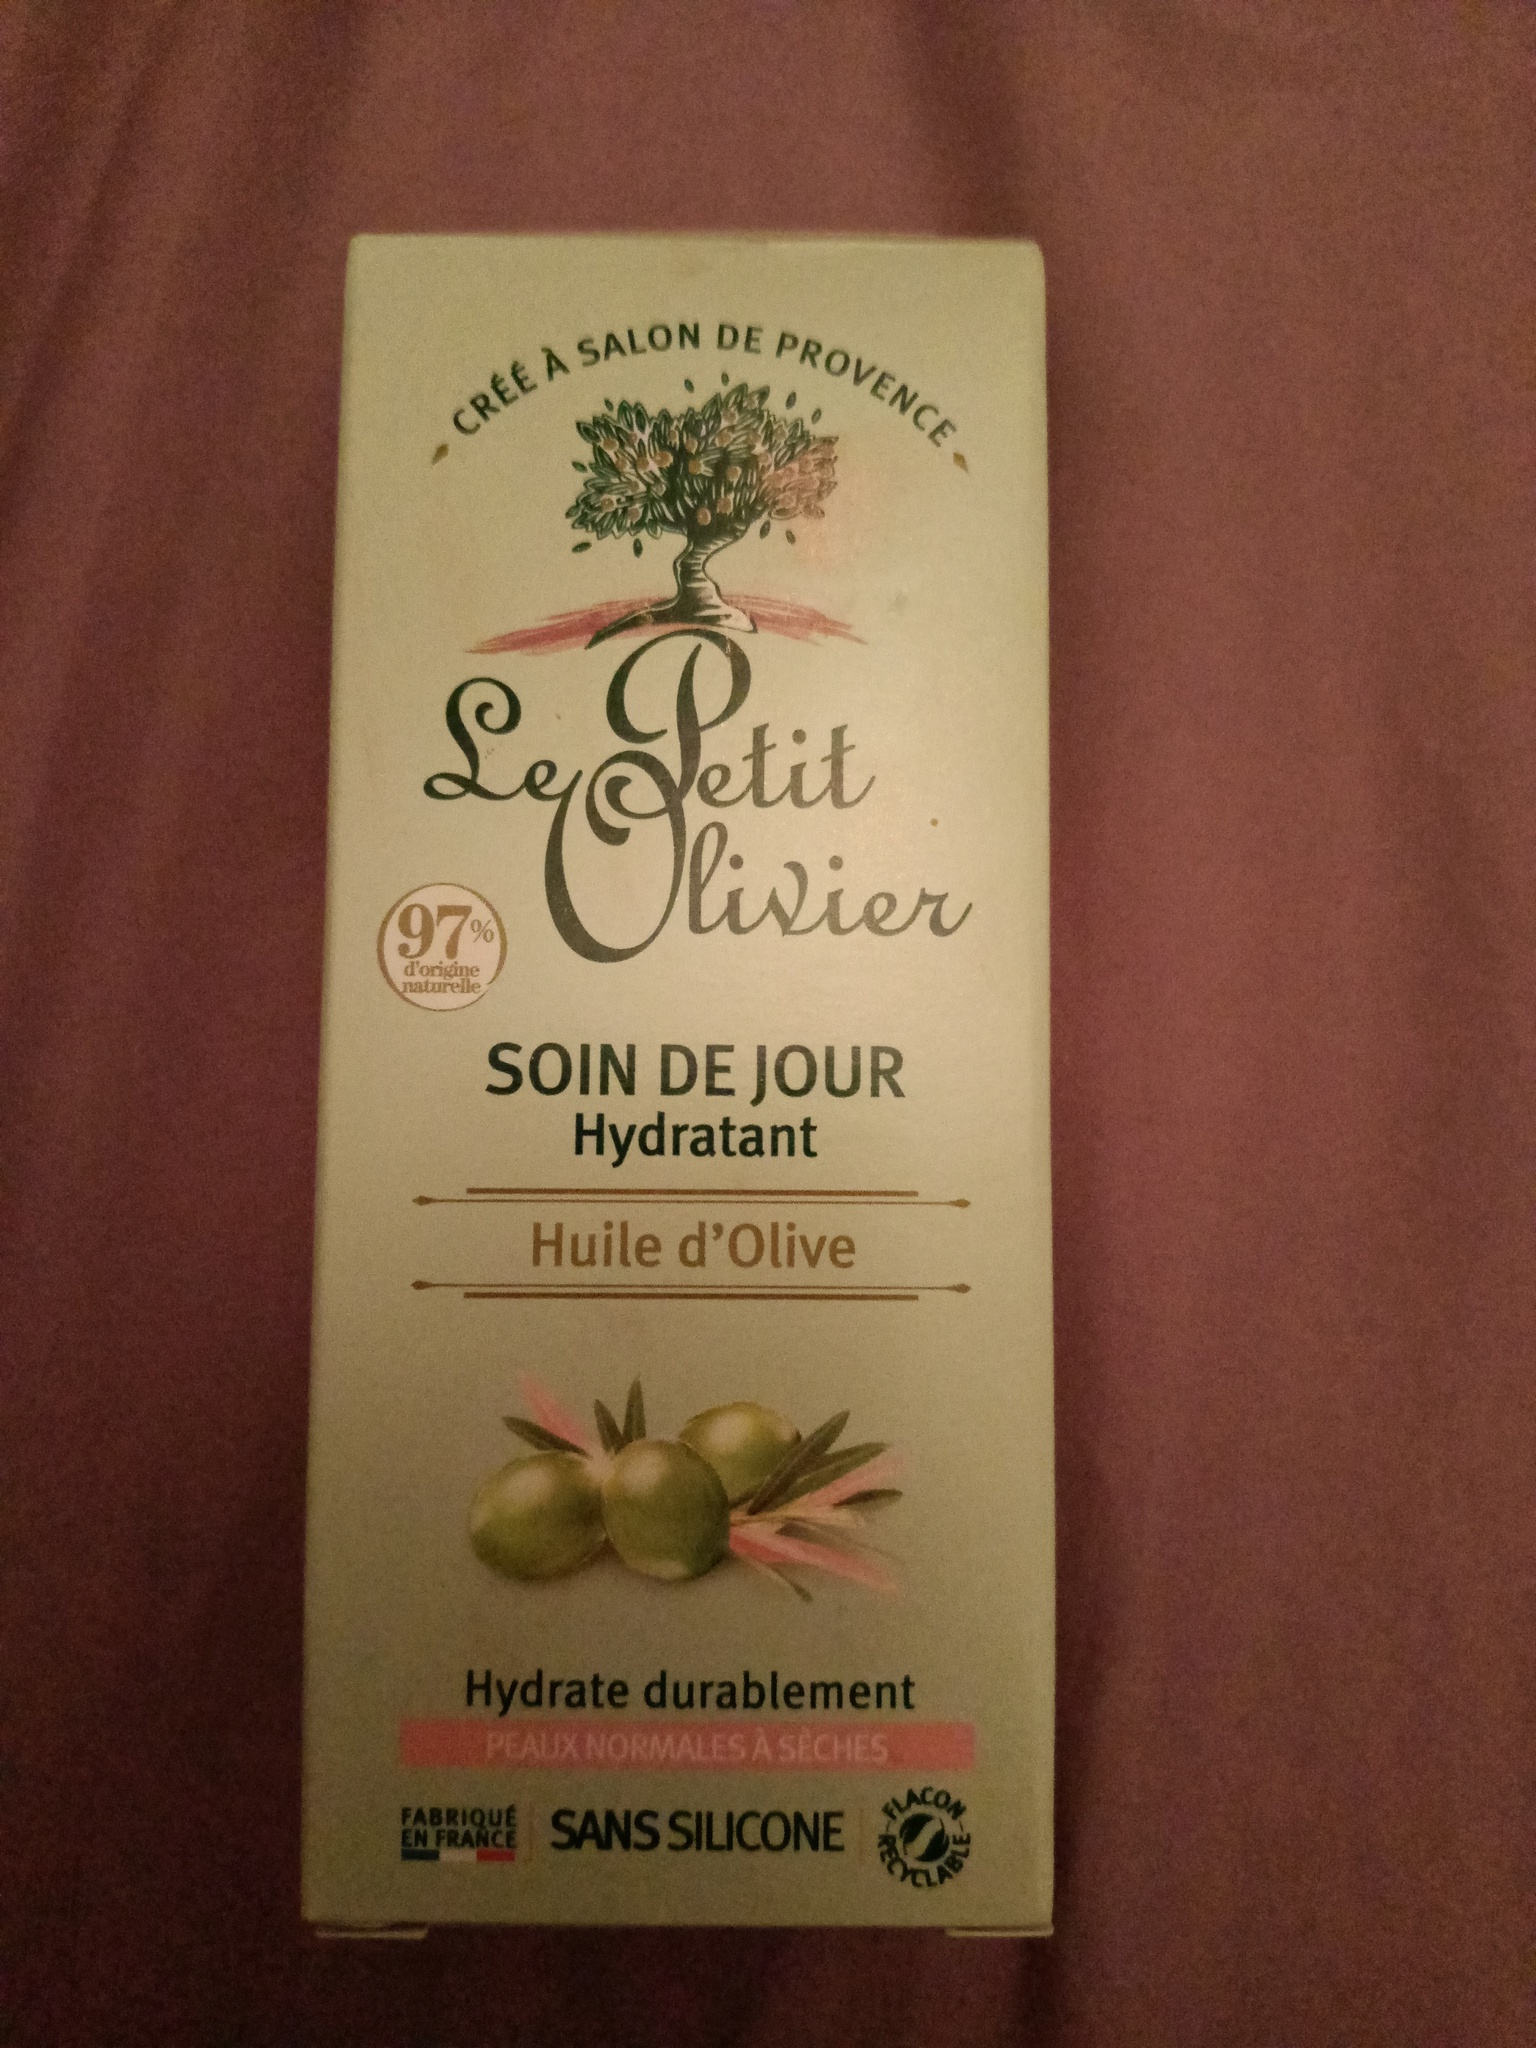 CRÉÉ À SALON DE PROVENCE
Le Petit
Olivier
97%
d'origine
naturelle
SOIN DE JOUR
Hydratant
Huile d'Olive
Hydrate durablement
PEAUX NORMALES À SÈCHES
FABRIQUÉ
EN FRANCE
SANS SILICONE
FLACON
RECYCLABLE